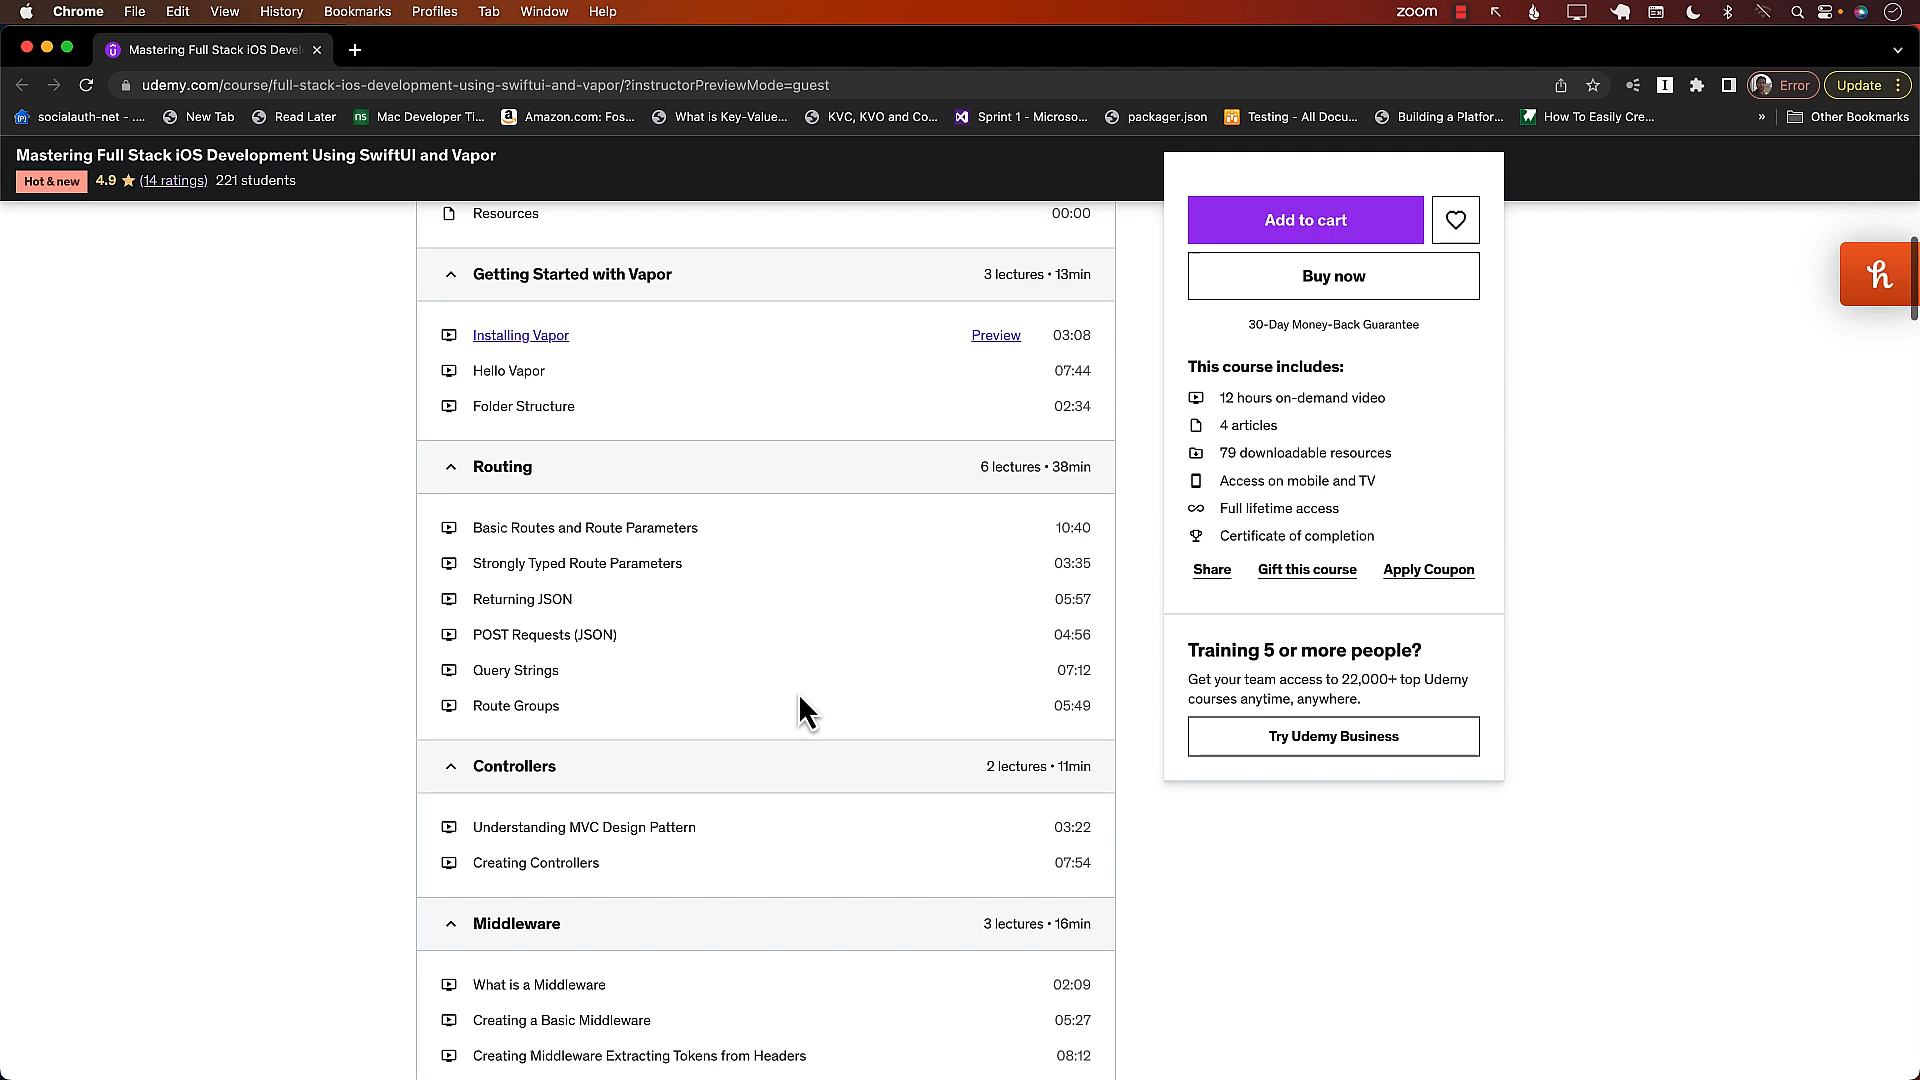 Chrome File Edit View History Bookmarks Profiles Tab Window Help zoom
Mastering Full Stack iOS Devel
udemy.com/course/full-stack-ios-development-using-swiftui-and-vapor/?instructorPreviewMode=guest Error Update
socialauth-net - .... New Tab Read Later ns Mac Developer Ti... Amazon.com: Fos... What is Key-Value... KVC, KVO and Co... Sprint 1 - Microso... packager.json Testing - All Docu... Building a Platfor... How To Easily Cre... » Other Bookmarks
Mastering Full Stack iOS Development Using SwiftUI and Vapor
Hot & new 4.9 (14 ratings) 221 students
Resources 00:00
Getting Started with Vapor 3 lectures • 13min
Installing Vapor Preview 03:08
Hello Vapor 07:44
Folder Structure 02:34
Routing 6 lectures • 38min
Basic Routes and Route Parameters 10:40
Strongly Typed Route Parameters 03:35
Returning JSON 05:57
POST Requests (JSON) 04:56
Query Strings 07:12
Route Groups 05:49
Controllers 2 lectures • 11min
Understanding MVC Design Pattern 03:22
Creating Controllers 07:54
Middleware 3 lectures • 16min
What is a Middleware 02:09
Creating a Basic Middleware 05:27
Creating Middleware Extracting Tokens from Headers 08:12
Add to cart
Buy now
30-Day Money-Back Guarantee
This course includes:
12 hours on-demand video
4 articles
79 downloadable resources
Access on mobile and TV
Full lifetime access
Certificate of completion
Share Gift this course Apply Coupon
Training 5 or more people?
Get your team access to 22,000+ top Udemy
courses anytime, anywhere.
Try Udemy Business
h